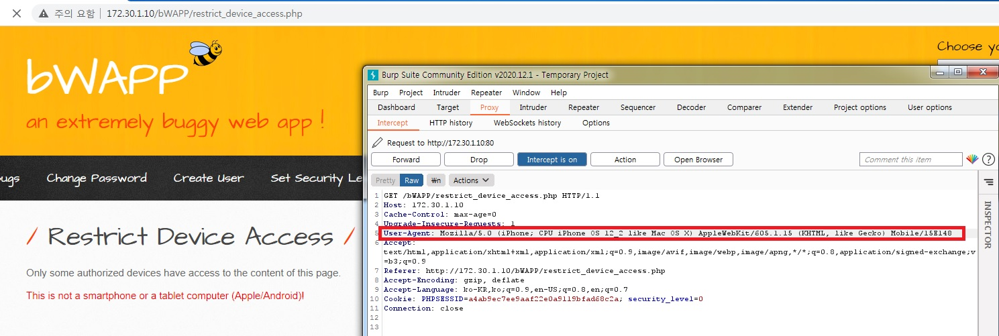 주의 요함 172.30.1.10/bWAPP/restrict_device_access.php
bWAPP
an extremely buggy web app !
Choose yo
ugs Change Password Create User Set Security Le
/ Restrict Device Access /
Only some authorized devices have access to the content of this page.
This is not a smartphone or a tablet computer (Apple/Android)!
Burp Suite Community Edition v2020.12.1 - Temporary Project
Burp Project Intruder Repeater Window Help
Dashboard Target Proxy Intruder Repeater Sequencer Decoder Comparer Extender Project options User options
Intercept HTTP history WebSockets history Options
Request to http://172.30.1.10:80
Forward Drop Intercept is on Action Open Browser Comment this item ?
Pretty Raw ₩n Actions
1 GET /bWAPP/restrict_device_access.php HTTP/1.1
2 Host: 172.30.1.10
3 Cache-Control: max-age=0
4 Upgrade-Insecure-Requests: 1
5 User-Agent: Mozilla/5.0 (iPhone; CPU iPhone OS 12_2 like Mac OS X) AppleWebKit/605.1.15 (KHTML, like Gecko) Mobile/15E148
6 Accept:
text/html,application/xhtml+xml,application/xml;q=0.9,image/avif,image/webp,image/apng,*/*;q=0.8,application/signed-exchange;v
=b3;q=0.9
7 Referer: http://172.30.1.10/bWAPP/restrict_device_access.php
8 Accept-Encoding: gzip, deflate
9 Accept-Language: ko-KR,ko;q=0.9,en-US;q=0.8,en;q=0.7
10 Cookie: PHPSESSID=a4ab9ec7ee9aaf22e0a9119bfad68c2a; security_level=0
11 Connection: close
12
13
INSPECTOR